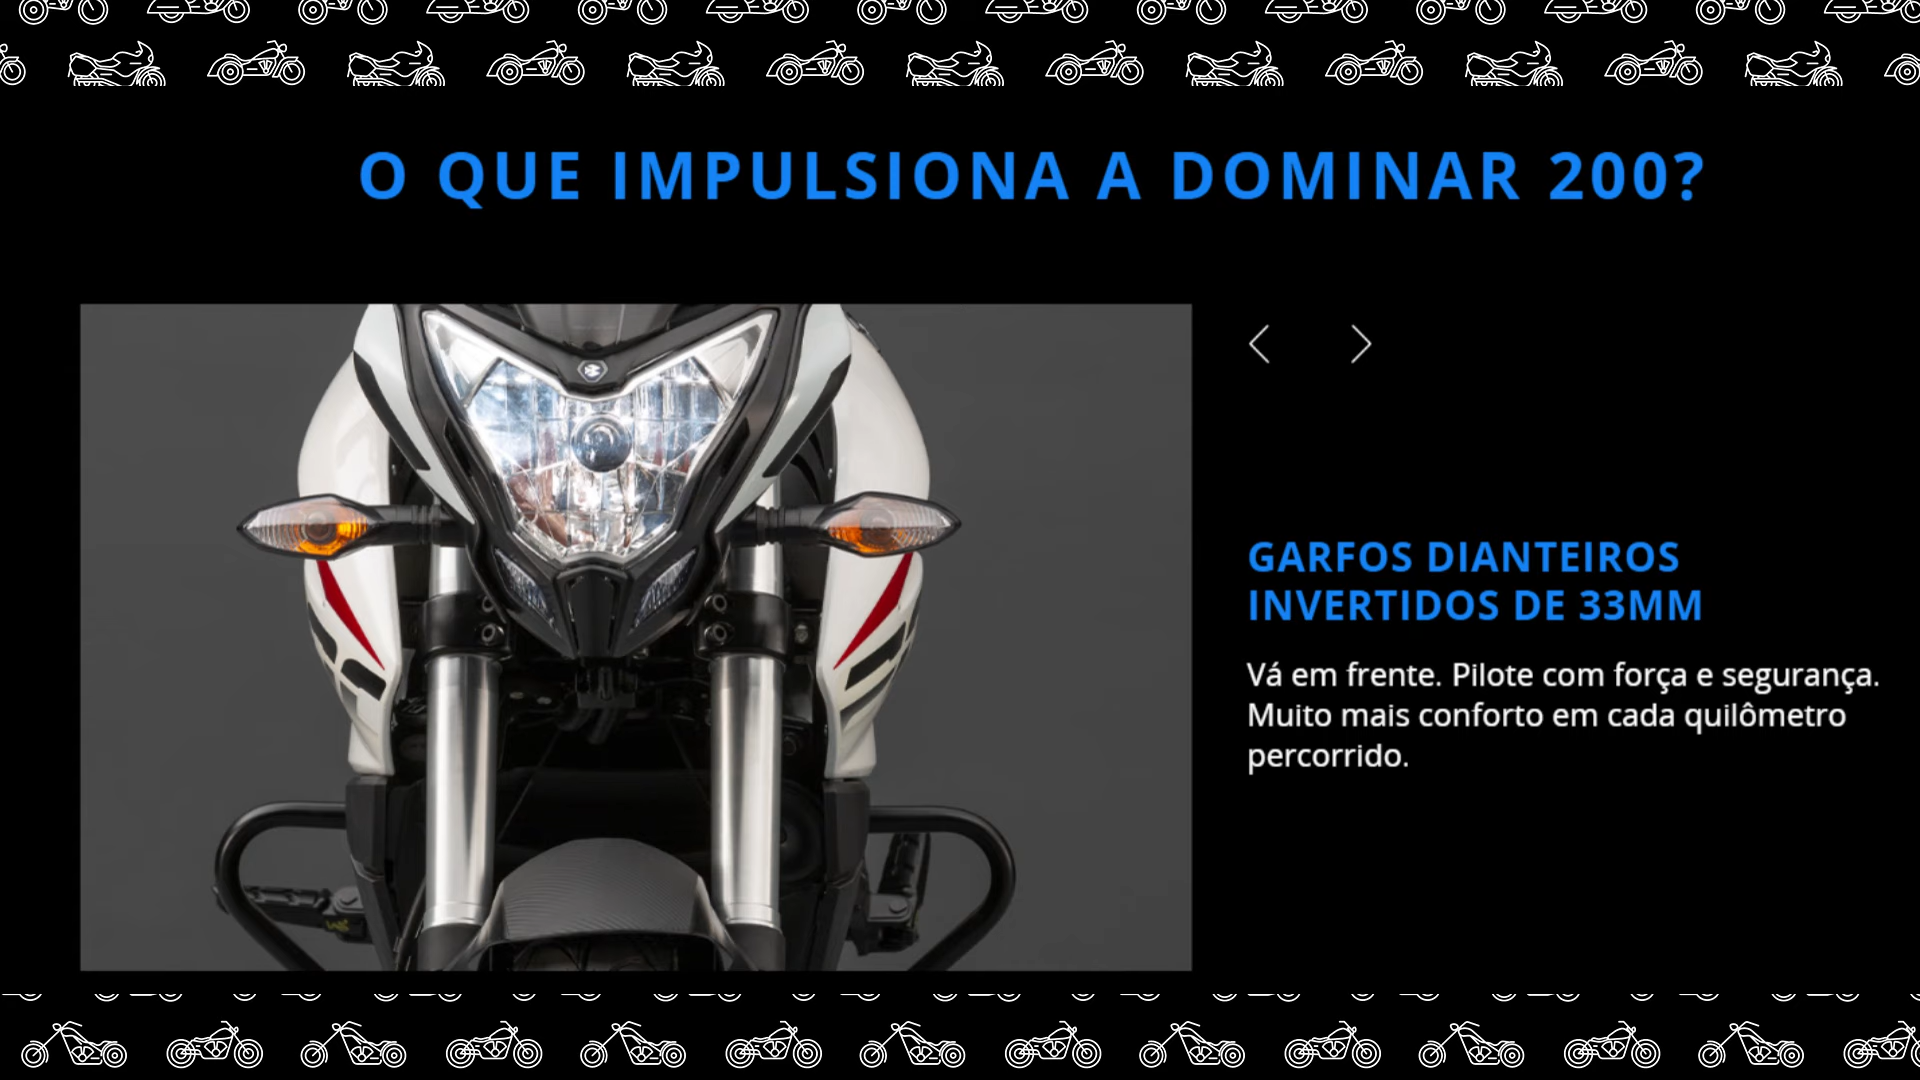 O QUE IMPULSIONA A DOMINAR 200?
GARFOS DIANTEIROS
INVERTIDOS DE 33MM
Vá em frente. Pilote com força e segurança.
Muito mais conforto em cada quilômetro
percorrido.